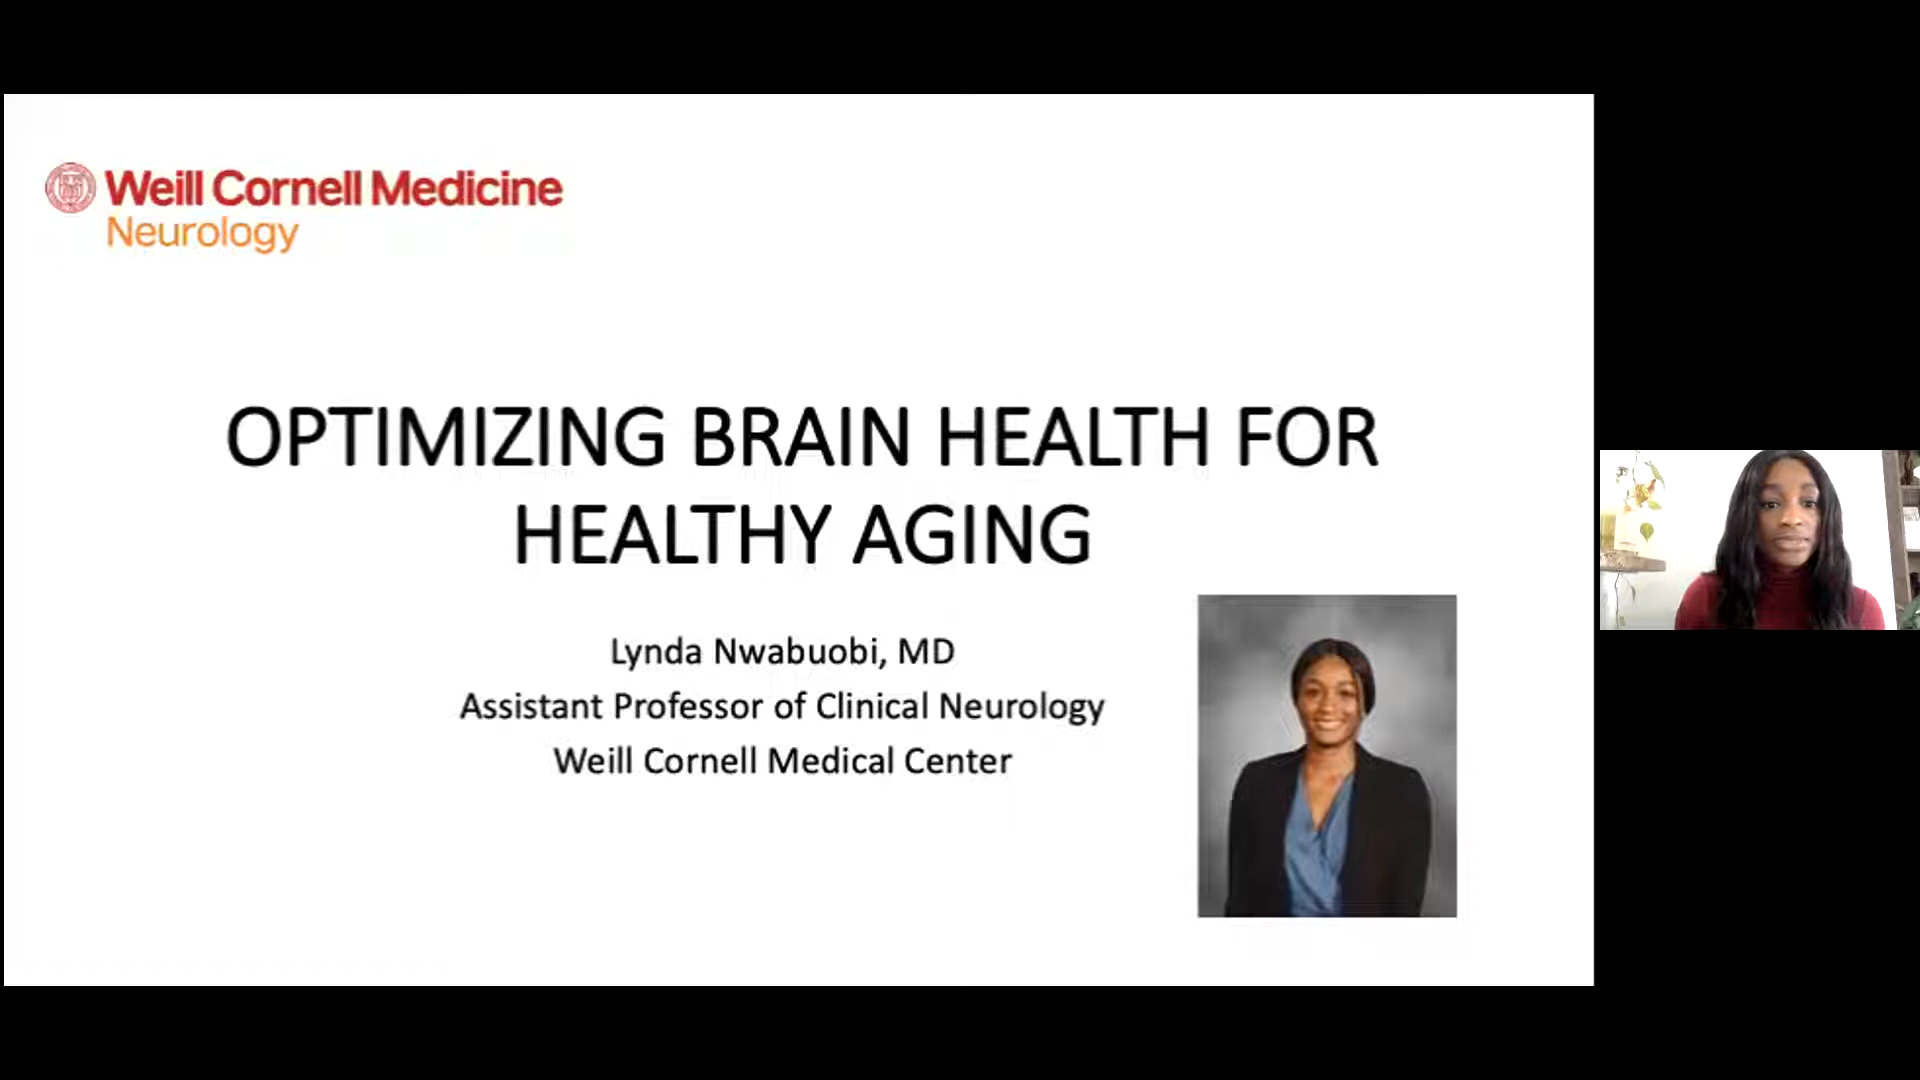 Weill Cornell Medicine
Neurology
OPTIMIZING BRAIN HEALTH FOR
HEALTHY AGING
Lynda Nwabuobi, MD
Assistant Professor of Clinical Neurology
Weill Cornell Medical Center